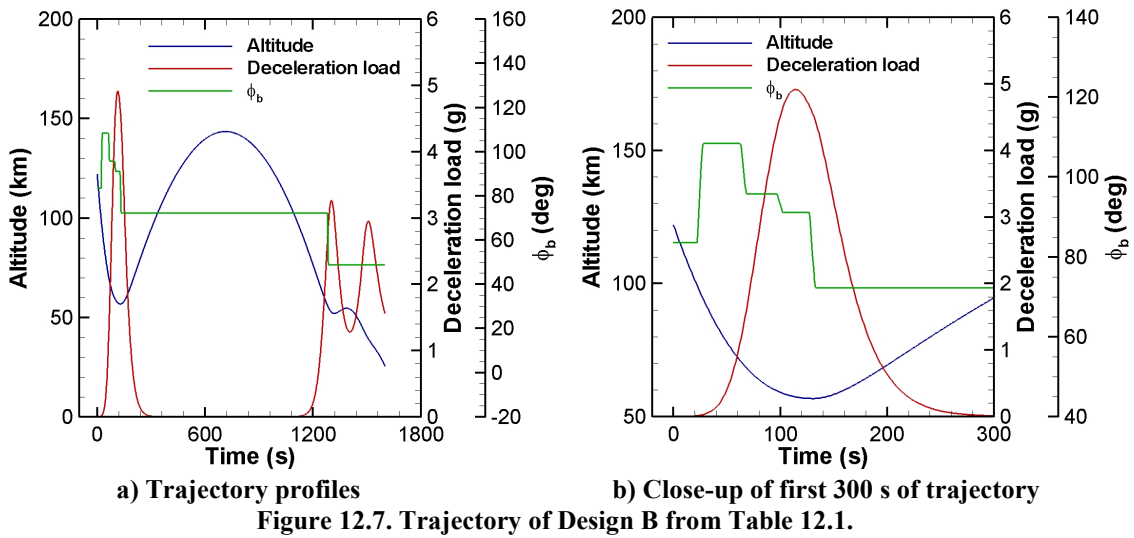 200
150
100
50
0
Altitude (km)
0
600
1200
1800
Time (s)
Altitude
Deceleration load
ϕb
6
5
4
3
2
1
0
Deceleration load (g)
160
140
120
100
80
60
40
20
0
-20
ϕb (deg)
a) Trajectory profiles
200
150
100
50
Altitude (km)
0
100
200
300
Time (s)
Altitude
Deceleration load
ϕb
6
5
4
3
2
1
0
Deceleration load (g)
140
120
100
80
60
40
ϕb (deg)
b) Close-up of first 300 s of trajectory
Figure 12.7. Trajectory of Design B from Table 12.1.